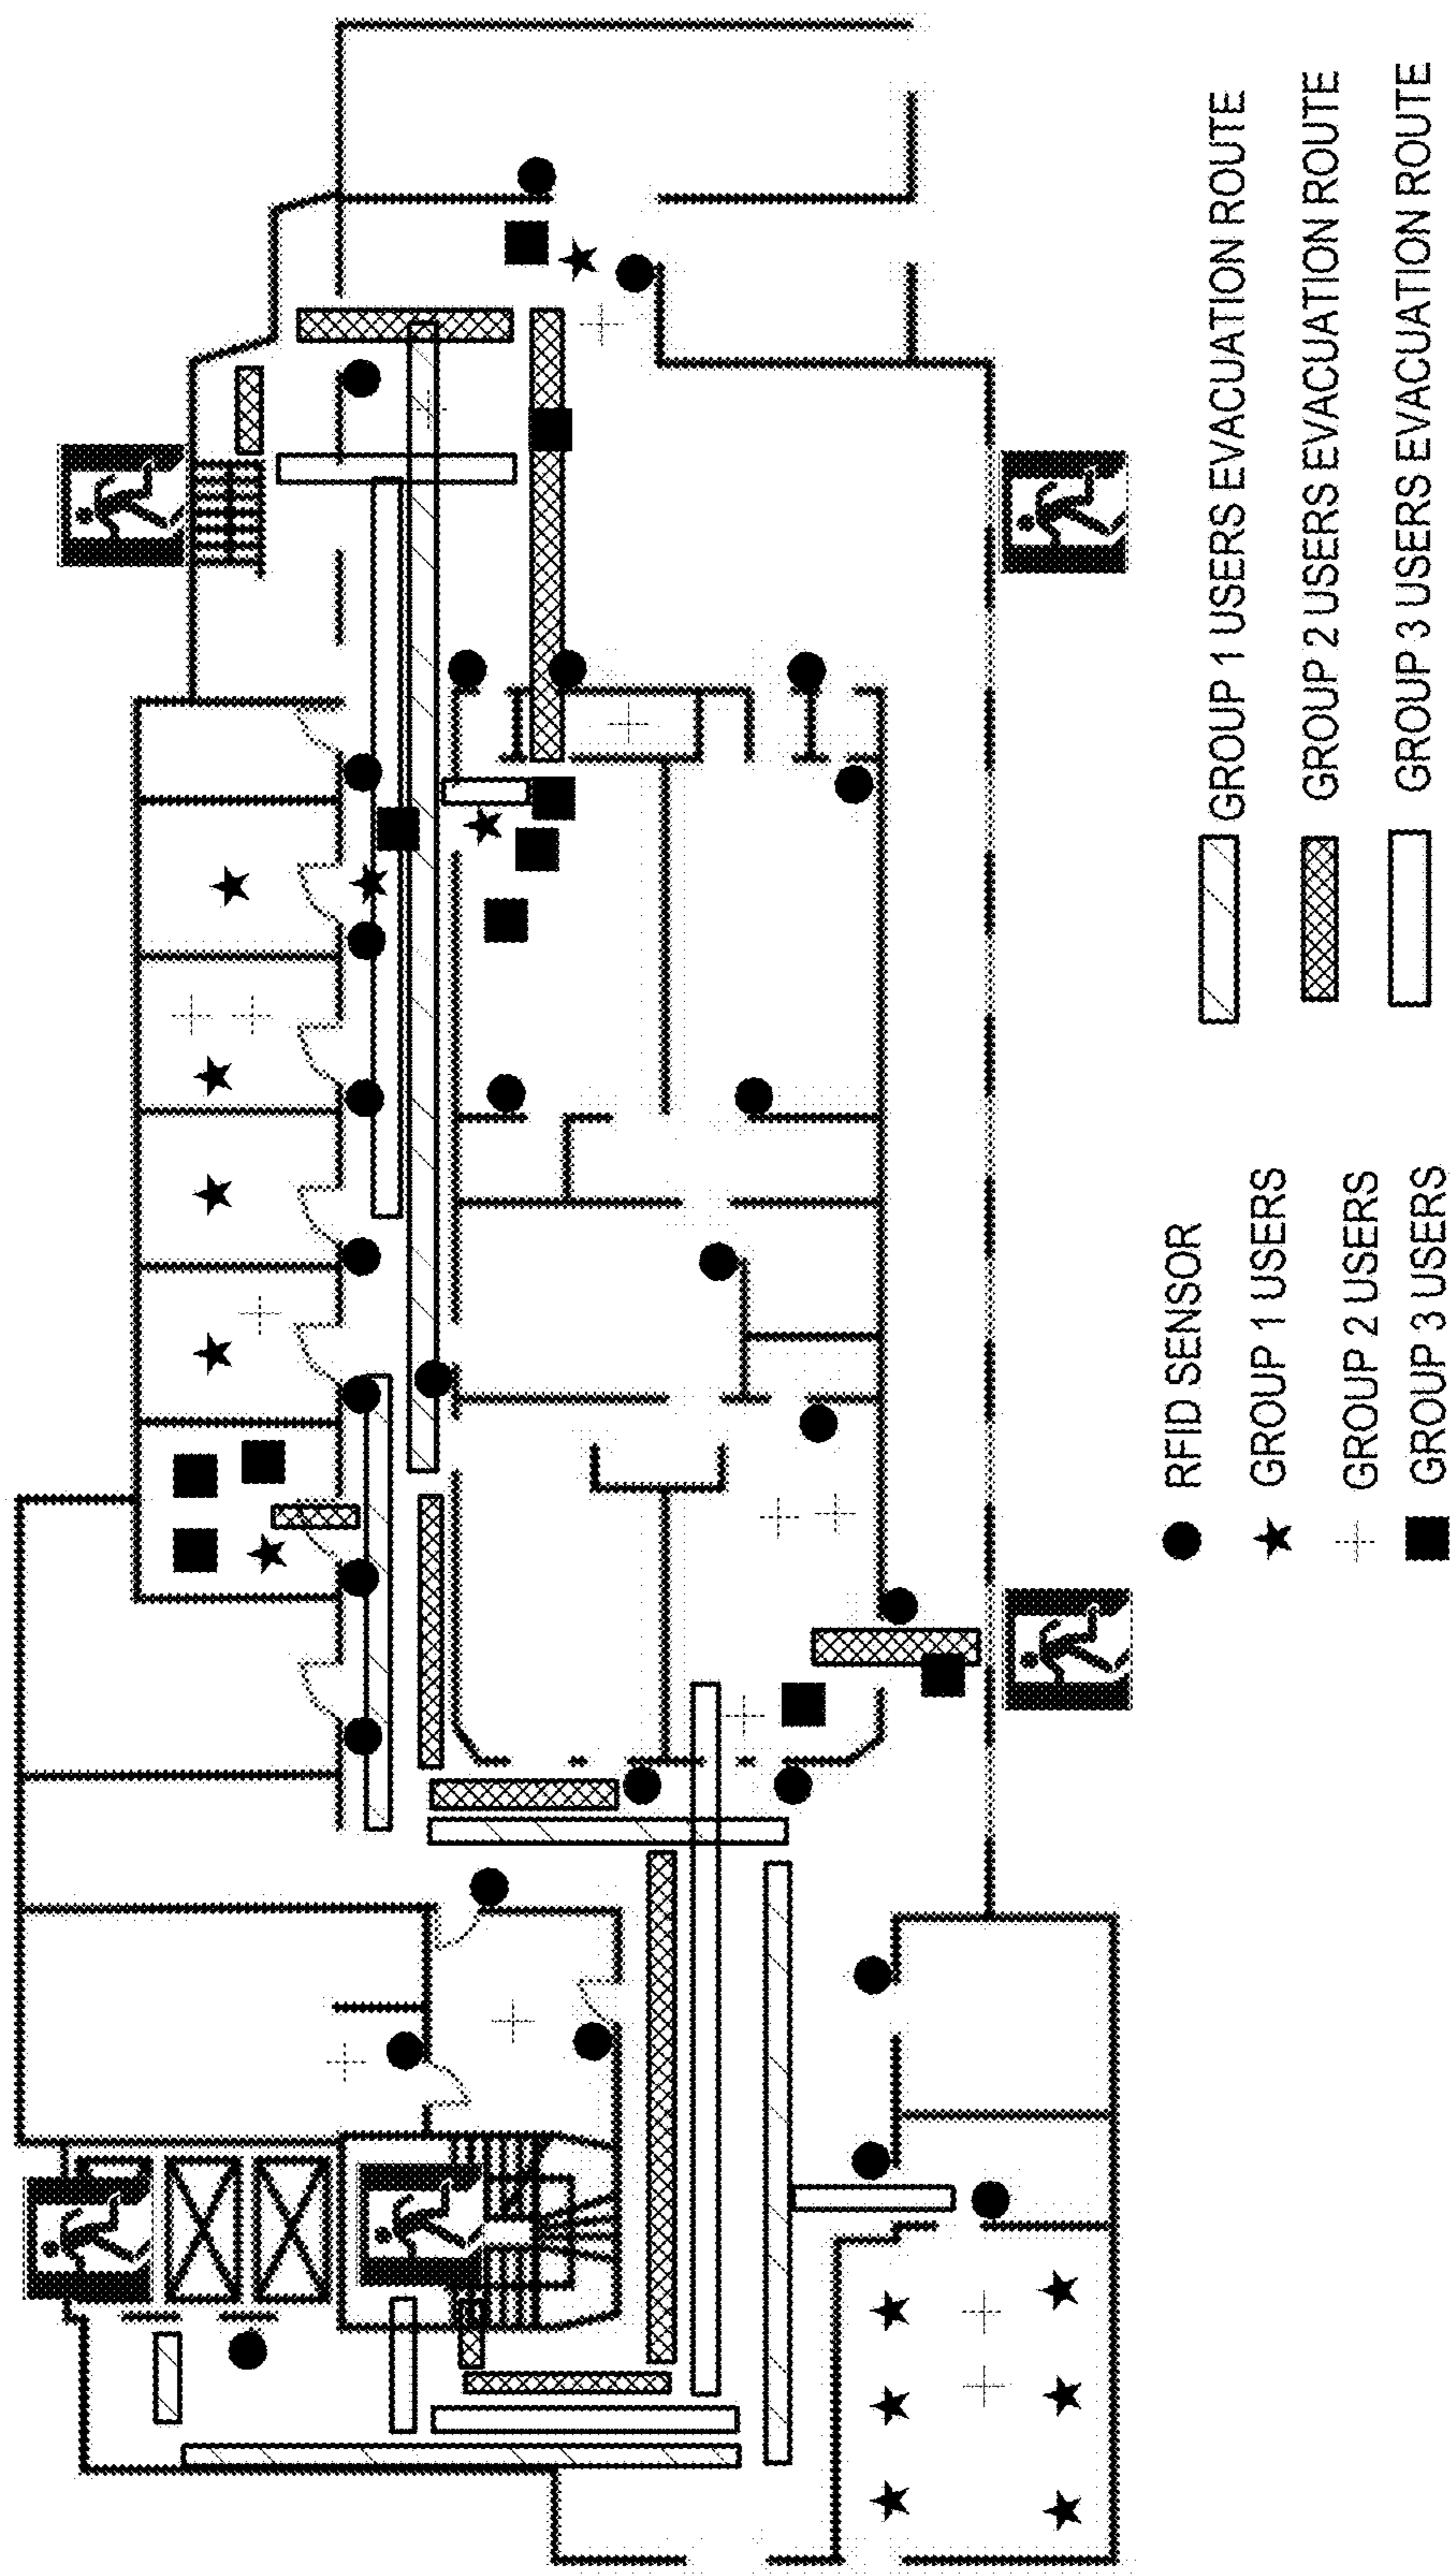 RFID SENSOR
GROUP 1 USERS
GROUP 2 USERS
GROUP 3 USERS
GROUP 1 USERS EVACUATION ROUTE
GROUP 2 USERS EVACUATION ROUTE
GROUP 3 USERS EVACUATION ROUTE